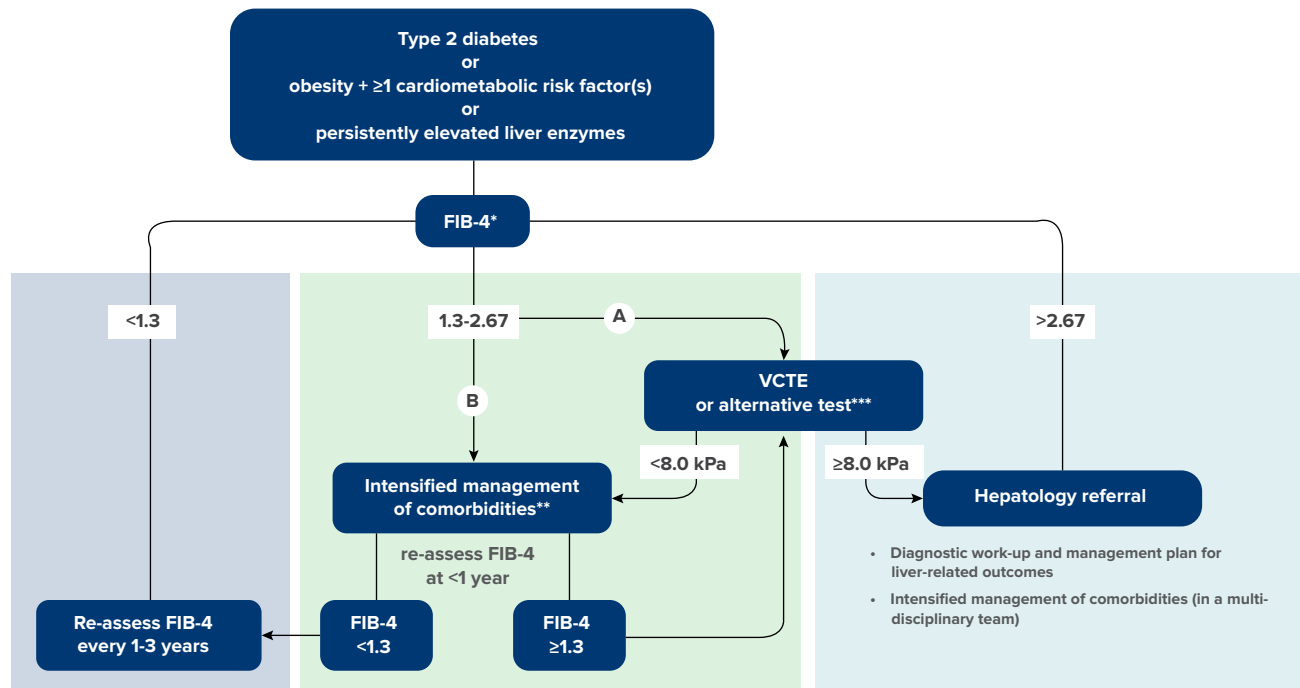 Type 2 diabetes
or
obesity + ≥1 cardiometabolic risk factor(s)
or
persistently elevated liver enzymes
FIB-4*
<1.3
1.3-2.67
A
>2.67
VCTE
or alternative test***
B
<8.0 kPa
≥8.0 kPa
Intensified management
of comorbidities**
Hepatology referral
re-assess FIB-4
at <1 year
• Diagnostic work-up and management plan for
liver-related outcomes
• Intensified management of comorbidities (in a multi-
disciplinary team)
Re-assess FIB-4
every 1-3 years
FIB-4
<1.3
FIB-4
≥1.3